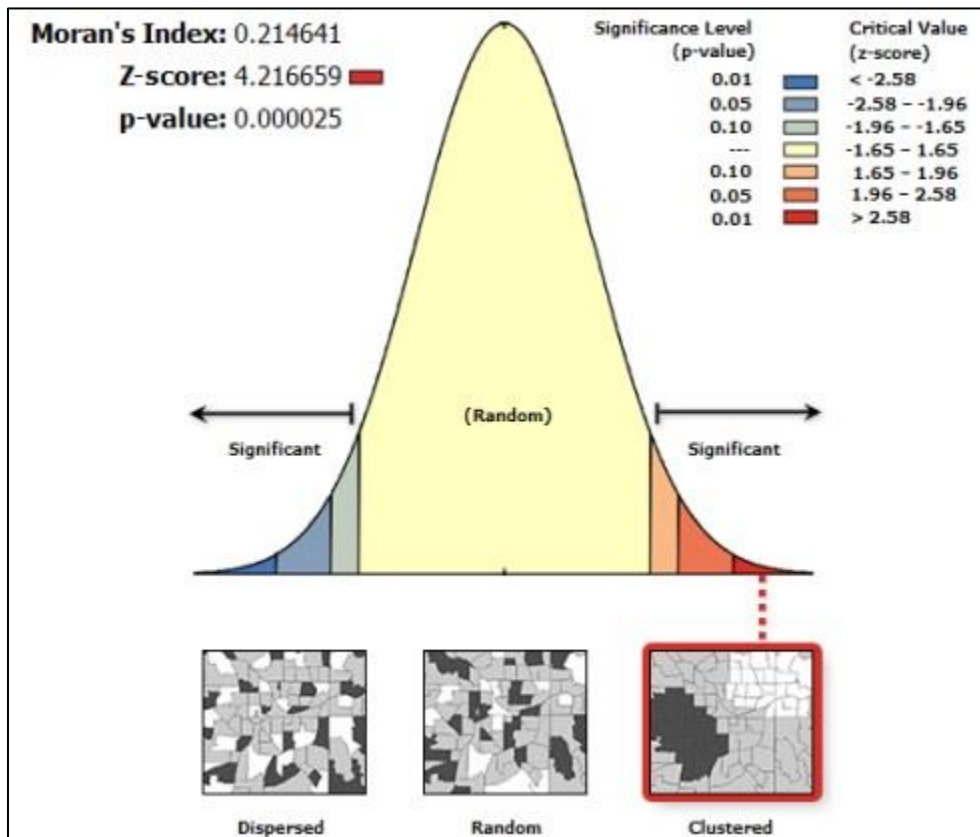 Moran's Index: 0.214641
Z-score: 4.216659
p-value: 0.000025
Significance Level
(p-value)
Critical Value
(z-score)
0.01 < -2.58
0.05 -2.58 – -1.96
0.10 -1.96 – -1.65
--- -1.65 – 1.65
0.10 1.65 – 1.96
0.05 1.96 – 2.58
0.01 > 2.58
(Random)
Significant
Significant
Dispersed
Random
Clustered